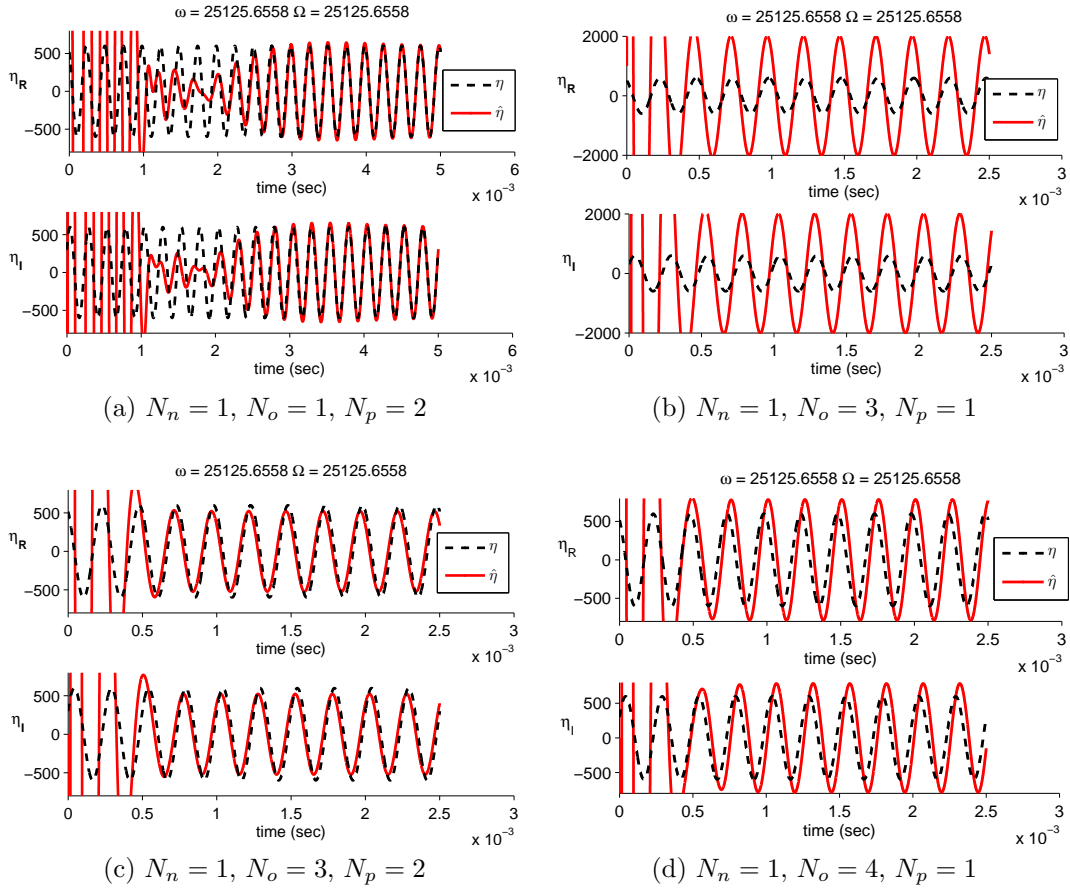 ω = 25125.6558 Ω = 25125.6558
500
0
−500
η_R
η
η̂
0 1 2 3 4 5 6
time (sec)
x 10⁻³
500
0
−500
η_I
0 1 2 3 4 5 6
time (sec)
x 10⁻³
(a) N_n = 1, N_o = 1, N_p = 2
ω = 25125.6558 Ω = 25125.6558
2000
0
−2000
η_R
η
η̂
0 0.5 1 1.5 2 2.5 3
time (sec)
x 10⁻³
2000
0
−2000
η_I
0 0.5 1 1.5 2 2.5 3
time (sec)
x 10⁻³
(b) N_n = 1, N_o = 3, N_p = 1
ω = 25125.6558 Ω = 25125.6558
500
0
−500
η_R
η
η̂
0 0.5 1 1.5 2 2.5 3
time (sec)
x 10⁻³
500
0
−500
η_I
0 0.5 1 1.5 2 2.5 3
time (sec)
x 10⁻³
(c) N_n = 1, N_o = 3, N_p = 2
ω = 25125.6558 Ω = 25125.6558
500
0
−500
η_R
η
η̂
0 0.5 1 1.5 2 2.5 3
time (sec)
x 10⁻³
500
0
−500
η_I
0 0.5 1 1.5 2 2.5 3
time (sec)
x 10⁻³
(d) N_n = 1, N_o = 4, N_p = 1